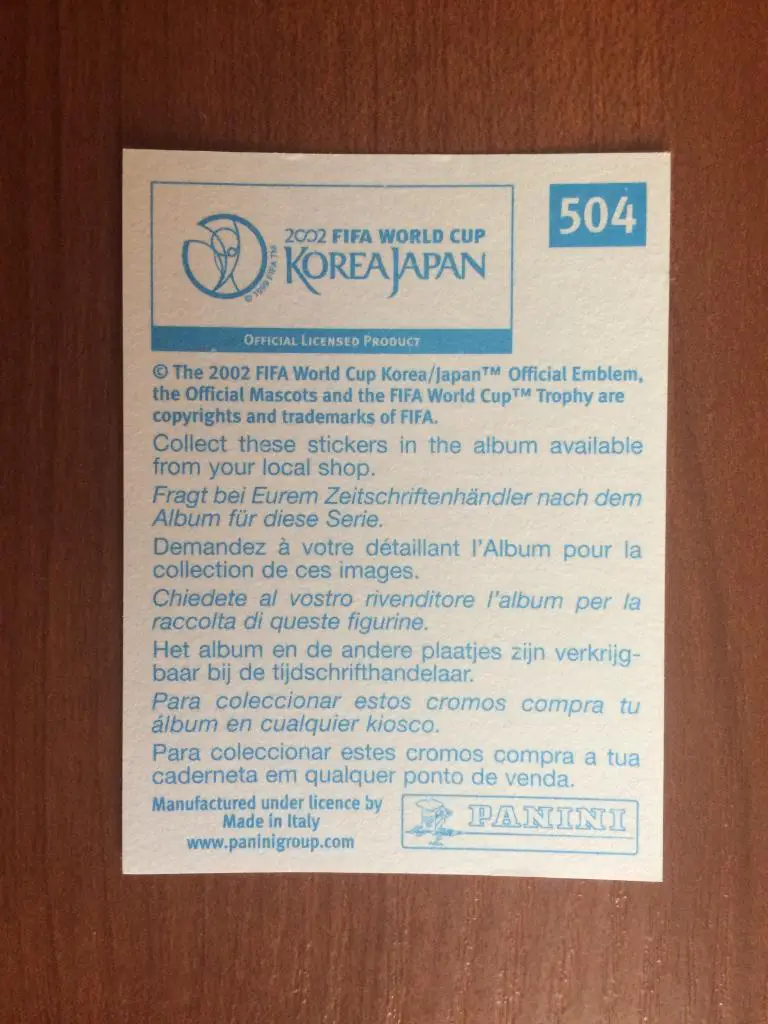 504
2002 FIFA WORLD CUP
KOREAJAPAN
© 1999 FIFA TM
OFFICIAL LICENSED PRODUCT
© The 2002 FIFA World Cup Korea/Japan™ Official Emblem,
the Official Mascots and the FIFA World Cup™ Trophy are
copyrights and trademarks of FIFA.
Collect these stickers in the album available
from your local shop.
Fragt bei Eurem Zeitschriftenhändler nach dem
Album für diese Serie.
Demandez à votre détaillant l'Album pour la
collection de ces images.
Chiedete al vostro rivenditore l'album per la
raccolta di queste figurine.
Het album en de andere plaatjes zijn verkrijg-
baar bij de tijdschrifthandelaar.
Para coleccionar estos cromos compra tu
álbum en cualquier kiosco.
Para coleccionar estes cromos compra a tua
caderneta em qualquer ponto de venda.
Manufactured under licence by
Made in Italy
www.paninigroup.com
PANINI